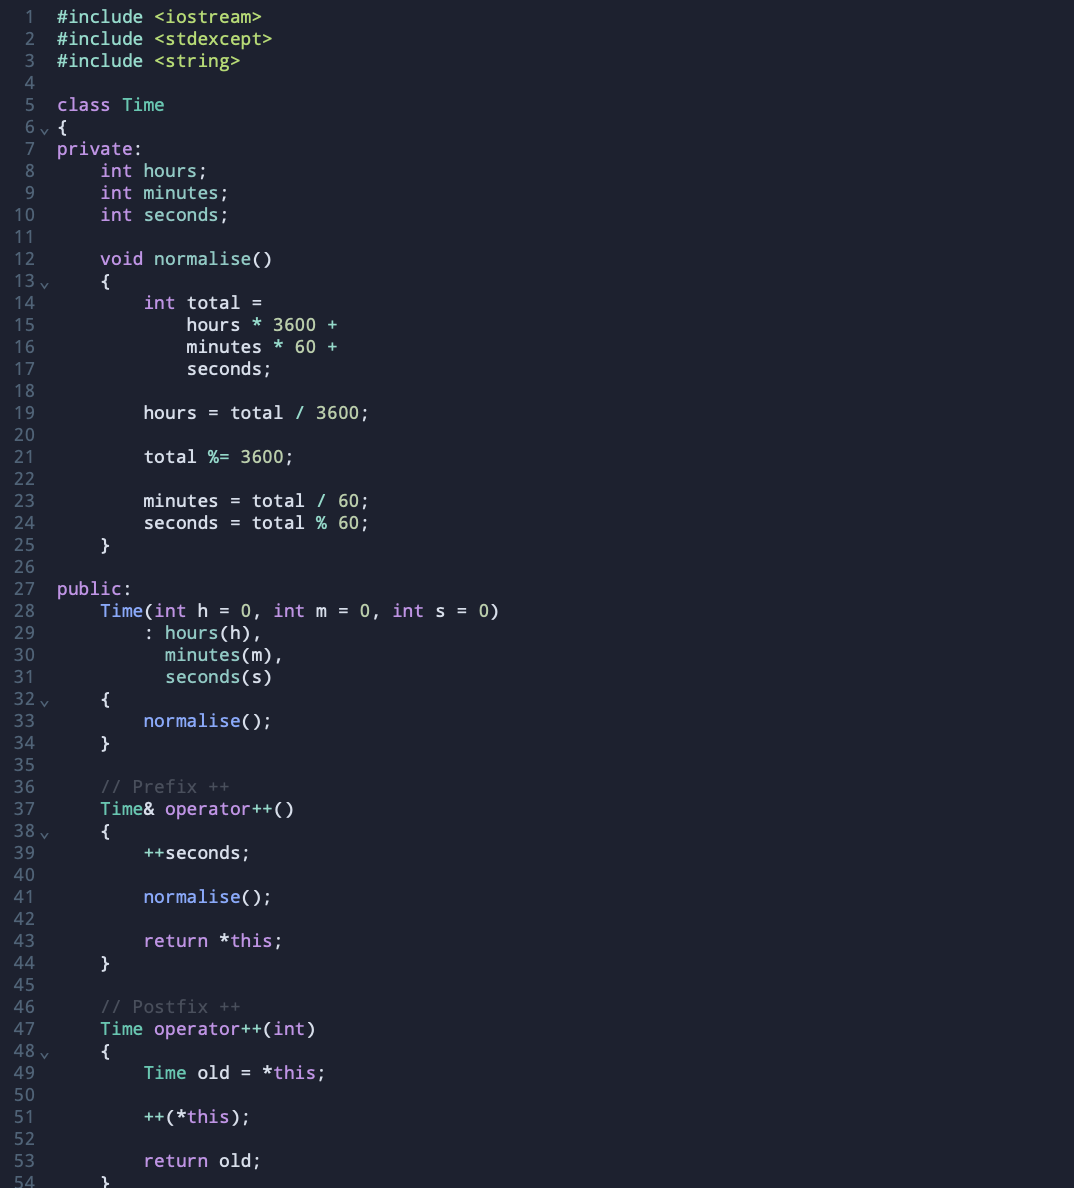 1 #include <iostream>
2 #include <stdexcept>
3 #include <string>
4
5 class Time
6 {
7 private:
8     int hours;
9     int minutes;
10     int seconds;
11
12     void normalise()
13     {
14         int total =
15             hours * 3600 +
16             minutes * 60 +
17             seconds;
18
19         hours = total / 3600;
20
21         total %= 3600;
22
23         minutes = total / 60;
24         seconds = total % 60;
25     }
26
27 public:
28     Time(int h = 0, int m = 0, int s = 0)
29         : hours(h),
30           minutes(m),
31           seconds(s)
32     {
33         normalise();
34     }
35
36     // Prefix ++
37     Time& operator++()
38     {
39         ++seconds;
40
41         normalise();
42
43         return *this;
44     }
45
46     // Postfix ++
47     Time operator++(int)
48     {
49         Time old = *this;
50
51         ++(*this);
52
53         return old;
54     }